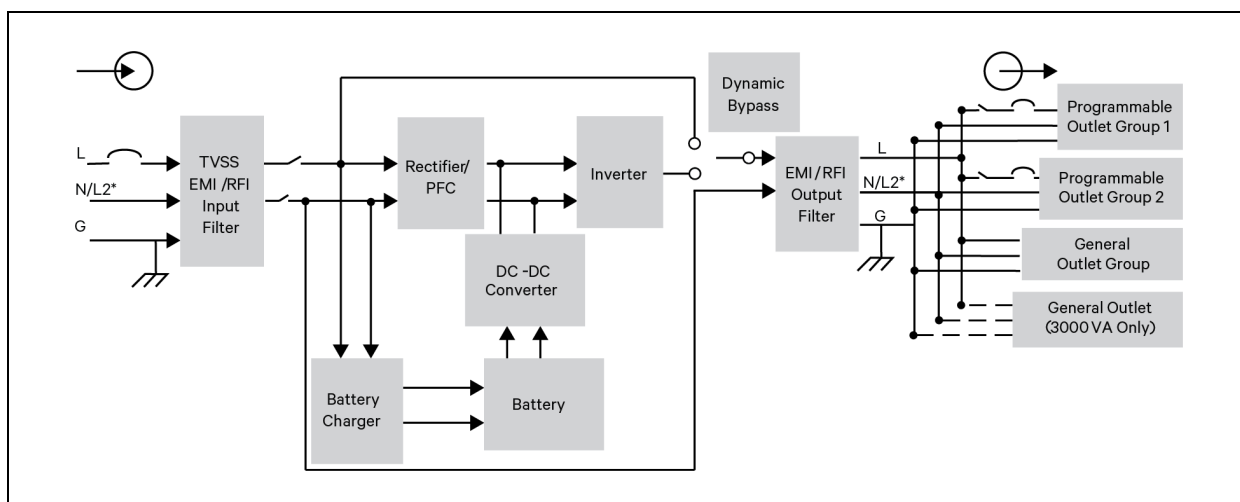 L
N/L2*
G
TVSS
EMI /RFI
Input
Filter
Rectifier/
PFC
Inverter
DC -DC
Converter
Battery
Charger
Battery
Dynamic
Bypass
EMI / RFI
Output
Filter
L
N/L2*
G
Programmable
Outlet Group 1
Programmable
Outlet Group 2
General
Outlet Group
General Outlet
(3000 VA Only)